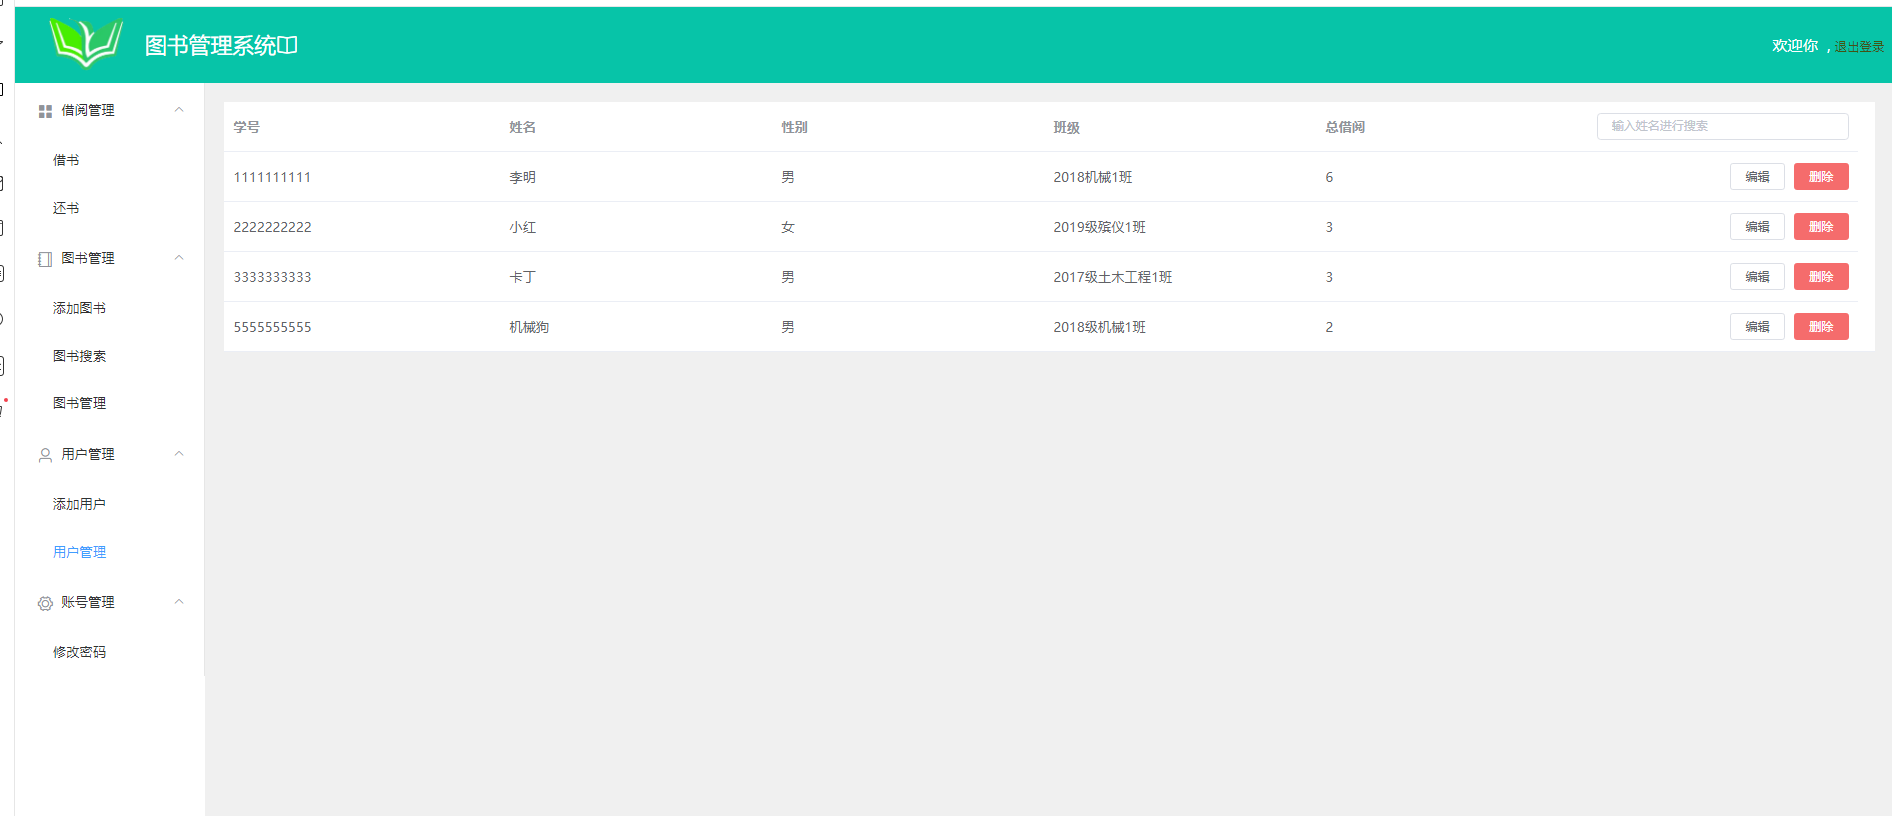 图书管理系统
欢迎你 ，退出登录
借阅管理
借书
还书
图书管理
添加图书
图书搜索
图书管理
用户管理
添加用户
用户管理
账号管理
修改密码
学号 姓名 性别 班级 总借阅 输入姓名进行搜索
1111111111 李明 男 2018机械1班 6 编辑 删除
2222222222 小红 女 2019级殡仪1班 3 编辑 删除
3333333333 卡丁 男 2017级土木工程1班 3 编辑 删除
5555555555 机械狗 男 2018级机械1班 2 编辑 删除